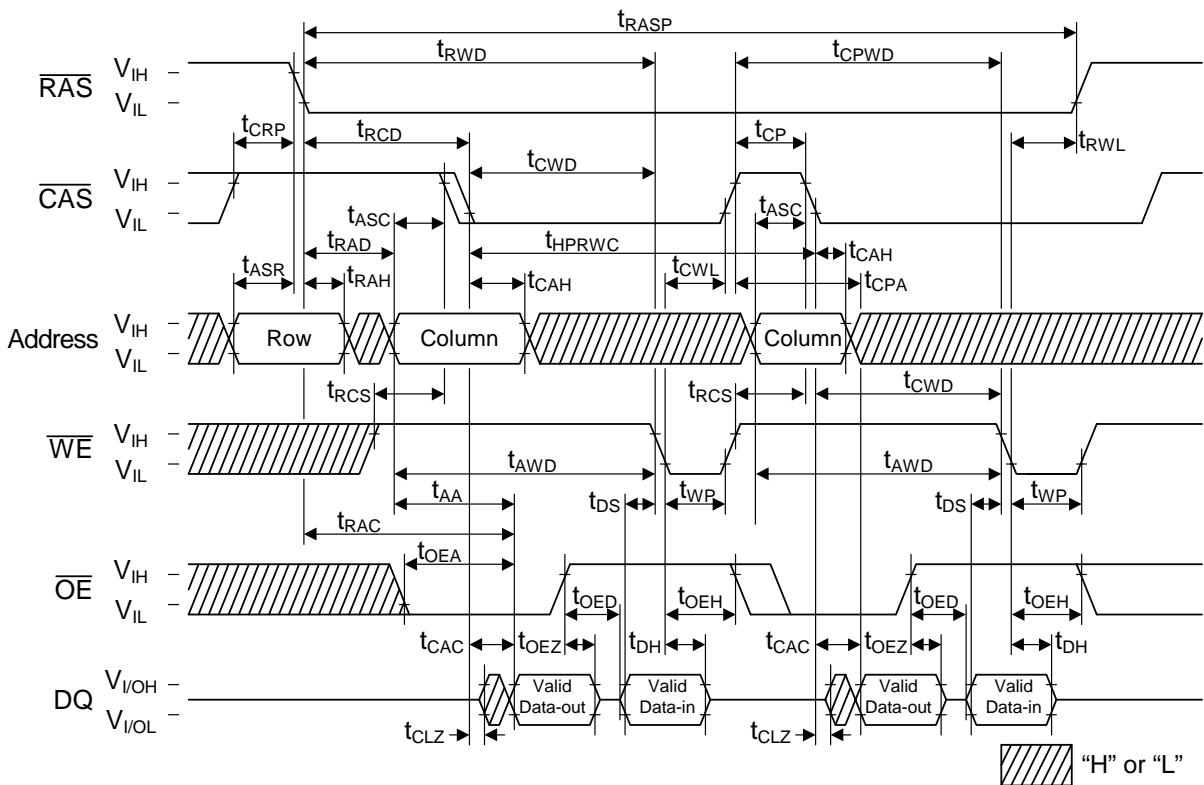 tRASP
tRWD tCPWD
RAS VIH
VIL
tCRP tRCD tCP tRWL
tCWD
CAS VIH
VIL
tASC tASC
tRAD tHPRWC tCAH
tASR tRAH tCAH tCWL tCPA
Address VIH
VIL
Row Column Column
tRCS tRCS tCWD
WE VIH
VIL
tAWD tAWD
tAA tDS tWP tDS tWP
tRAC
tOEA
OE VIH
VIL
tOED tOEH tOED tOEH
tCAC tOEZ tDH tCAC tOEZ tDH
DQ VI/OH
VI/OL
Valid Data-out Valid Data-in Valid Data-out Valid Data-in
tCLZ tCLZ
“H” or “L”